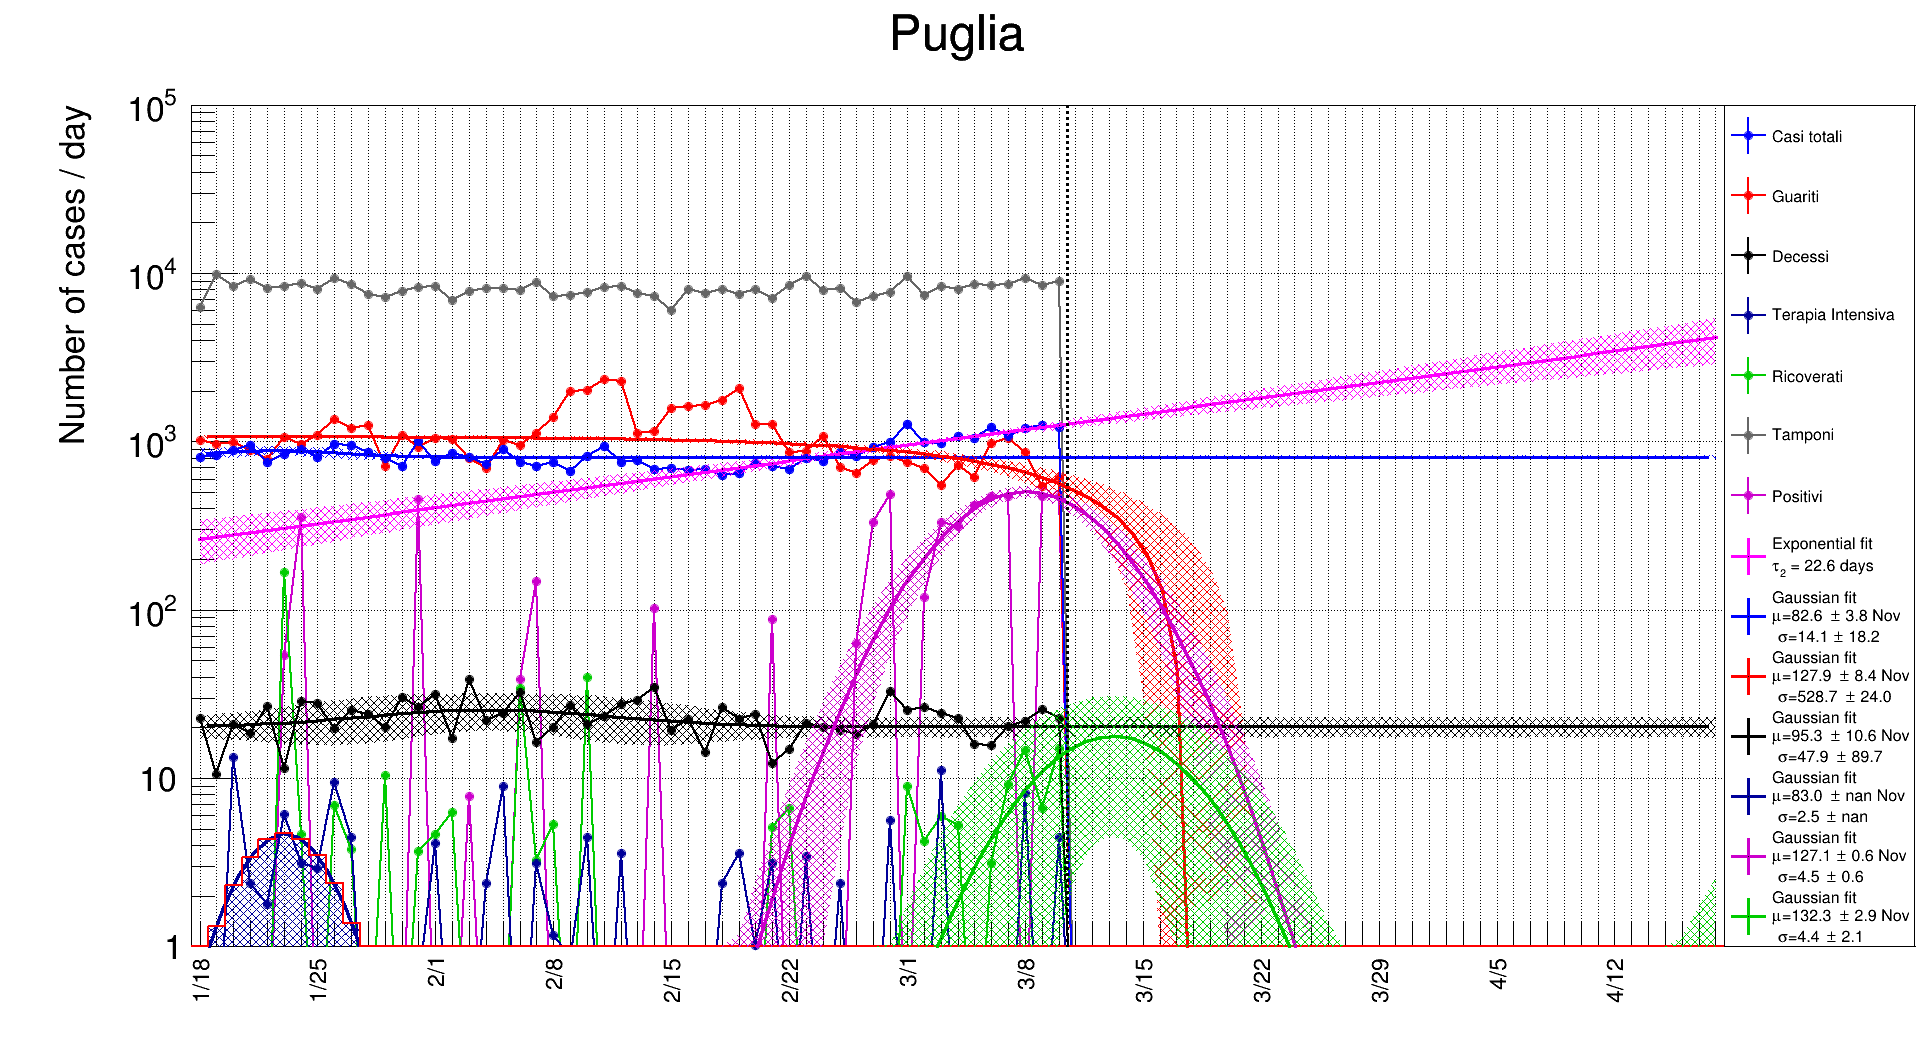 Puglia
Number of cases / day
10^5
10^4
10^3
10^2
10
1
1/18
1/25
2/1
2/8
2/15
2/22
3/1
3/8
3/15
3/22
3/29
4/5
4/12
Casi totali
Guariti
Decessi
Terapia Intensiva
Ricoverati
Tamponi
Positivi
Exponential fit
τ_2 = 22.6 days
Gaussian fit
μ=82.6 ± 3.8 Nov
σ=14.1 ± 18.2
Gaussian fit
μ=127.9 ± 8.4 Nov
σ=528.7 ± 24.0
Gaussian fit
μ=95.3 ± 10.6 Nov
σ=47.9 ± 89.7
Gaussian fit
μ=83.0 ± nan Nov
σ=2.5 ± nan
Gaussian fit
μ=127.1 ± 0.6 Nov
σ=4.5 ± 0.6
Gaussian fit
μ=132.3 ± 2.9 Nov
σ=4.4 ± 2.1